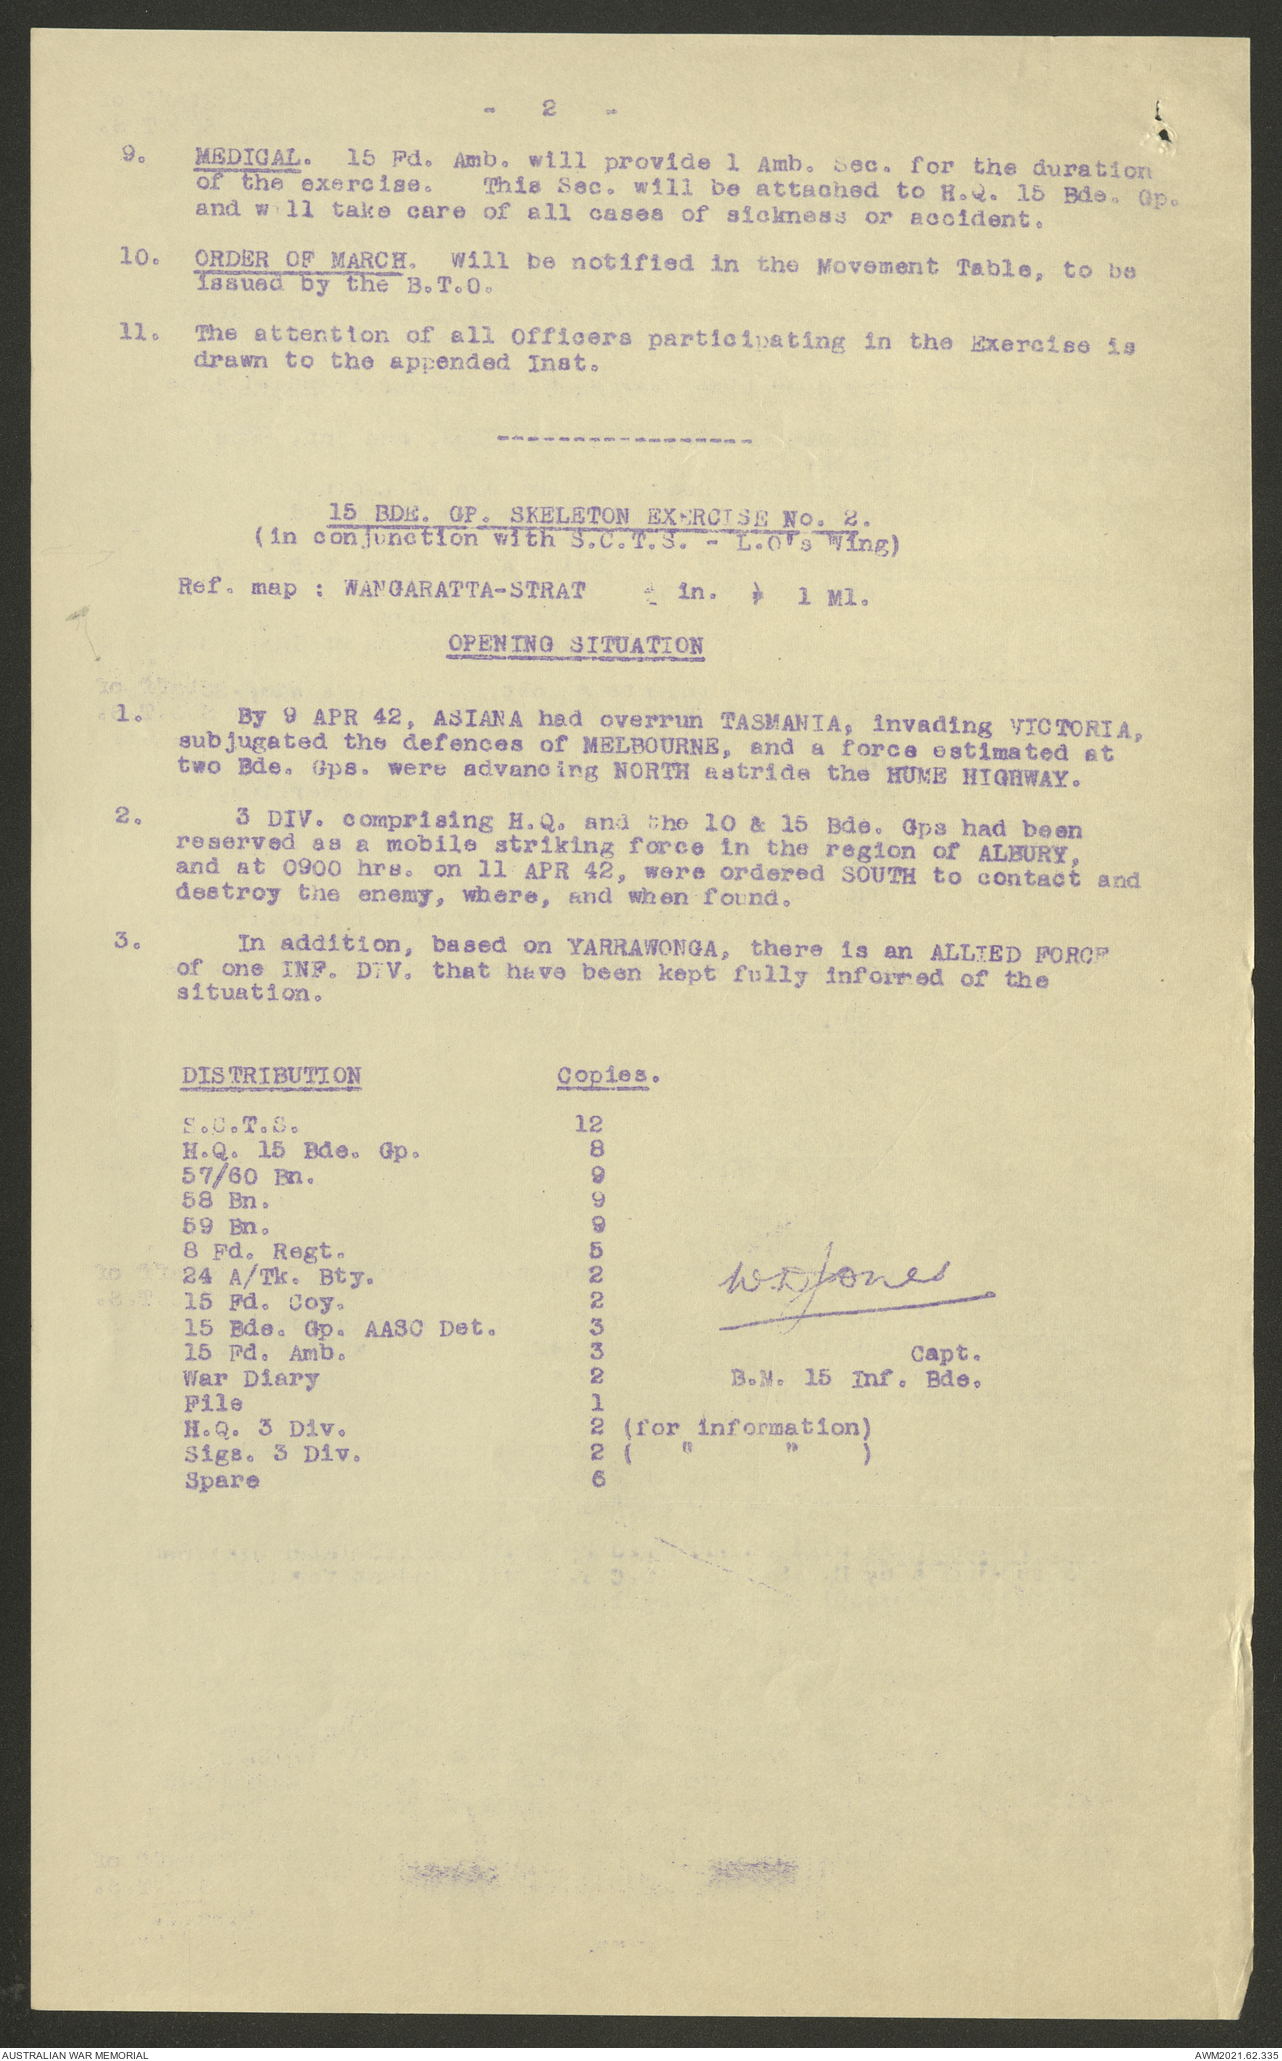 - 2 -
9. MEDICAL. 15 Fd. Amb. will provide 1 Amb. Sec. for the duration
of the exercise. This Sec. will be attached to H.Q. 15 Bde. Gp.
and will take care of all cases of sickness or accident.
10. ORDER OF MARCH. Will be notified in the Movement Table, to be
issued by the B.T.O.
11. The attention of all Officers participating in the Exercise is
drawn to the appended Inst.
------------------
15 BDE. GP. SKELETON EXERCISE No. 2.
(in conjunction with S.C.T.S. - L.O's Wing)
Ref. map : WANGARATTA-STRAT in. 1 Ml.
OPENING SITUATION
1. By 9 APR 42, ASIANA had overrun TASMANIA, invading VICTORIA,
subjugated the defences of MELBOURNE, and a force estimated at
two Bde. Gps. were advancing NORTH astride the HUME HIGHWAY.
2. 3 DIV. comprising H.Q. and the 10 & 15 Bde. Gps had been
reserved as a mobile striking force in the region of ALBURY,
and at 0900 hrs. on 11 APR 42, were ordered SOUTH to contact and
destroy the enemy, where, and when found.
3. In addition, based on YARRAWONGA, there is an ALLIED FORCE
of one INF. DIV. that have been kept fully informed of the
situation.
DISTRIBUTION Copies.
S.C.T.S. 12
H.Q. 15 Bde. Gp. 8
57/60 Bn. 9
58 Bn. 9
59 Bn. 9
8 Fd. Regt. 5
24 A/Tk. Bty. 2
15 Fd. Coy. 2
15 Bde. Gp. AASC Det. 3
15 Fd. Amb. 3
War Diary 2
File 1
H.Q. 3 Div. 2 (for information)
Sigs. 3 Div. 2 ( " " )
Spare 6
Jones
Capt.
B.M. 15 Inf. Bde.
AUSTRALIAN WAR MEMORIAL
AWM2021.62.335